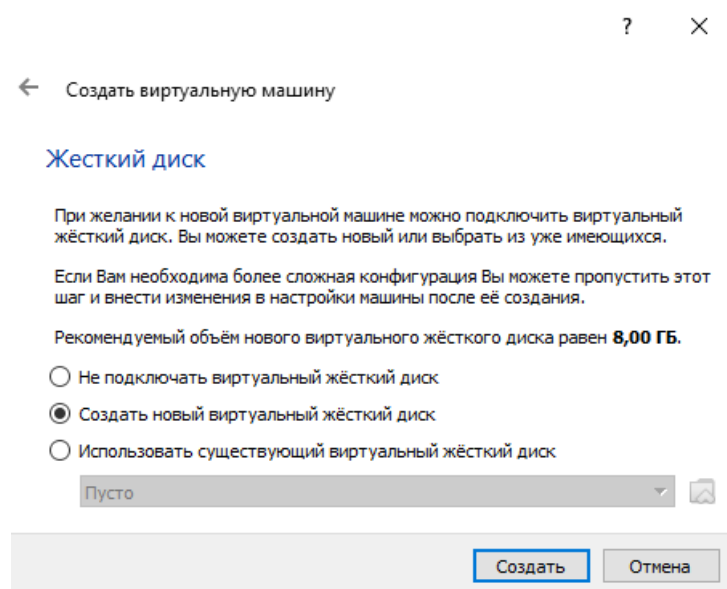 ?
Создать виртуальную машину
Жесткий диск
При желании к новой виртуальной машине можно подключить виртуальный
жёсткий диск. Вы можете создать новый или выбрать из уже имеющихся.
Если Вам необходима более сложная конфигурация Вы можете пропустить этот
шаг и внести изменения в настройки машины после её создания.
Рекомендуемый объём нового виртуального жёсткого диска равен 8,00 ГБ.
Не подключать виртуальный жёсткий диск
Создать новый виртуальный жёсткий диск
Использовать существующий виртуальный жёсткий диск
Пусто
Создать Отмена